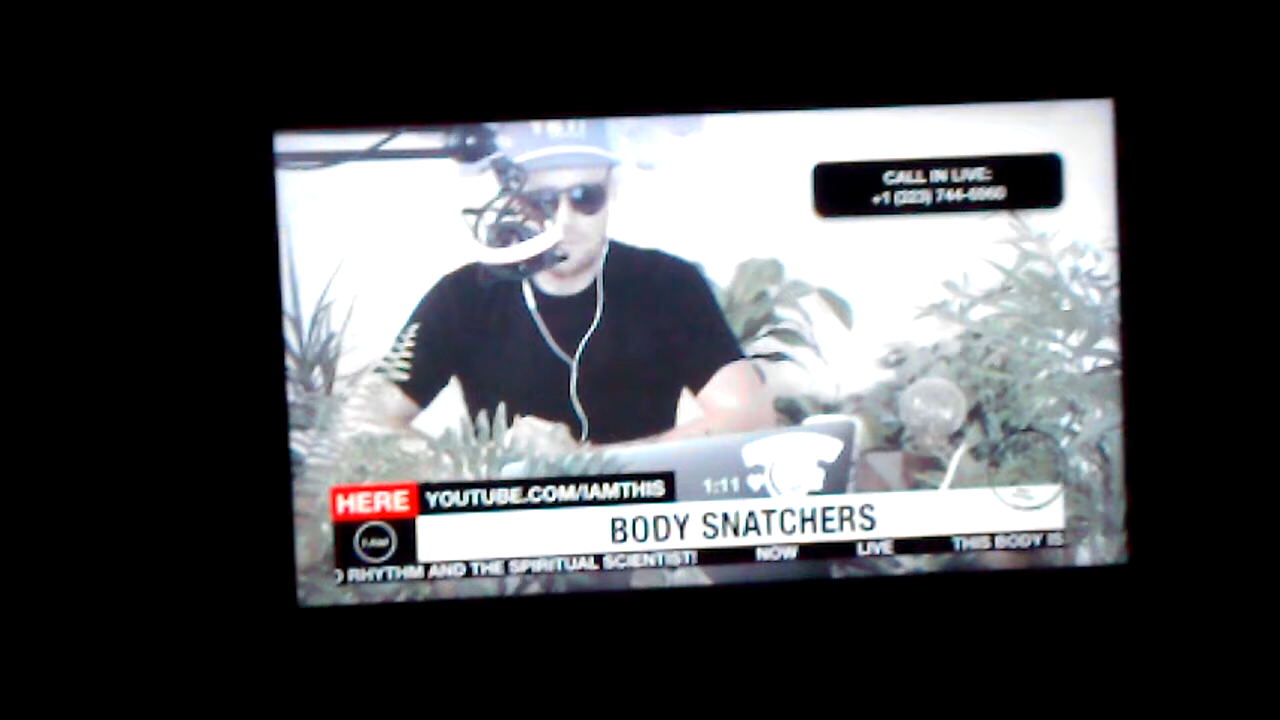 CALL IN LIVE:
HERE YOUTUBE.COM/IAMTHIS 1:11
BODY SNATCHERS
RHYTHM AND THE SPIRITUAL SCIENTIST! NOW LIVE THIS BODY IS